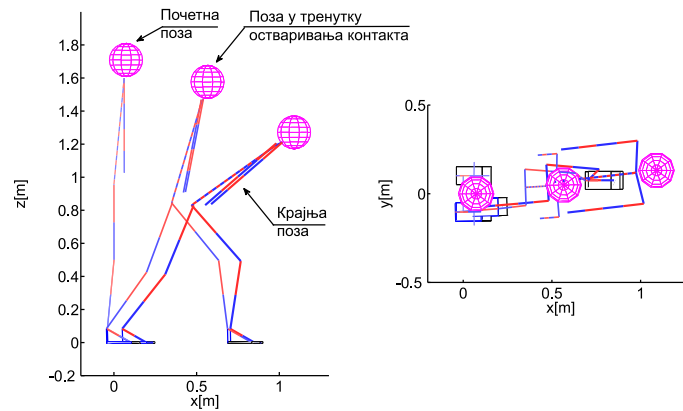 Почетна
поза
Поза у тренутку
остваривања контакта
Крајња
поза
z[m]
1.8
1.6
1.4
1.2
1
0.8
0.6
0.4
0.2
0
-0.2
0
0.5
1
x[m]
y[m]
0.5
0
-0.5
0
0.5
1
x[m]